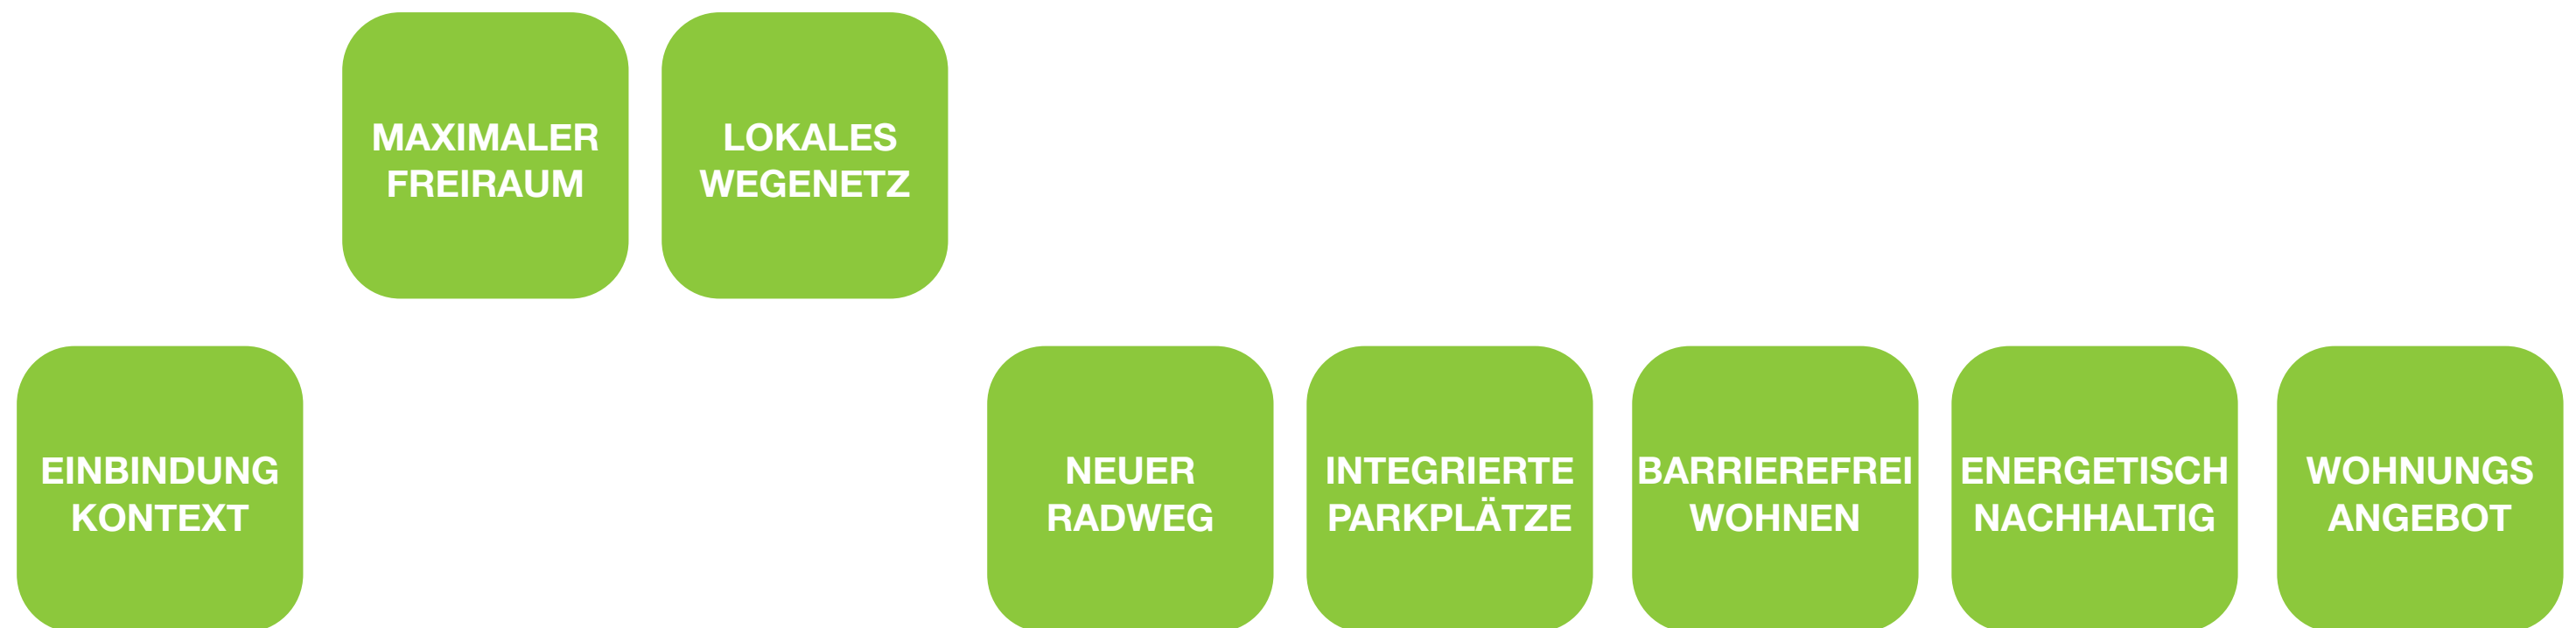 MAXIMALER
FREIRAUM
LOKALES
WEGENETZ
EINBINDUNG
KONTEXT
NEUER
RADWEG
INTEGRIERTE
PARKPLÄTZE
BARRIEREFREI
WOHNEN
ENERGETISCH
NACHHALTIG
WOHNUNGS
ANGEBOT